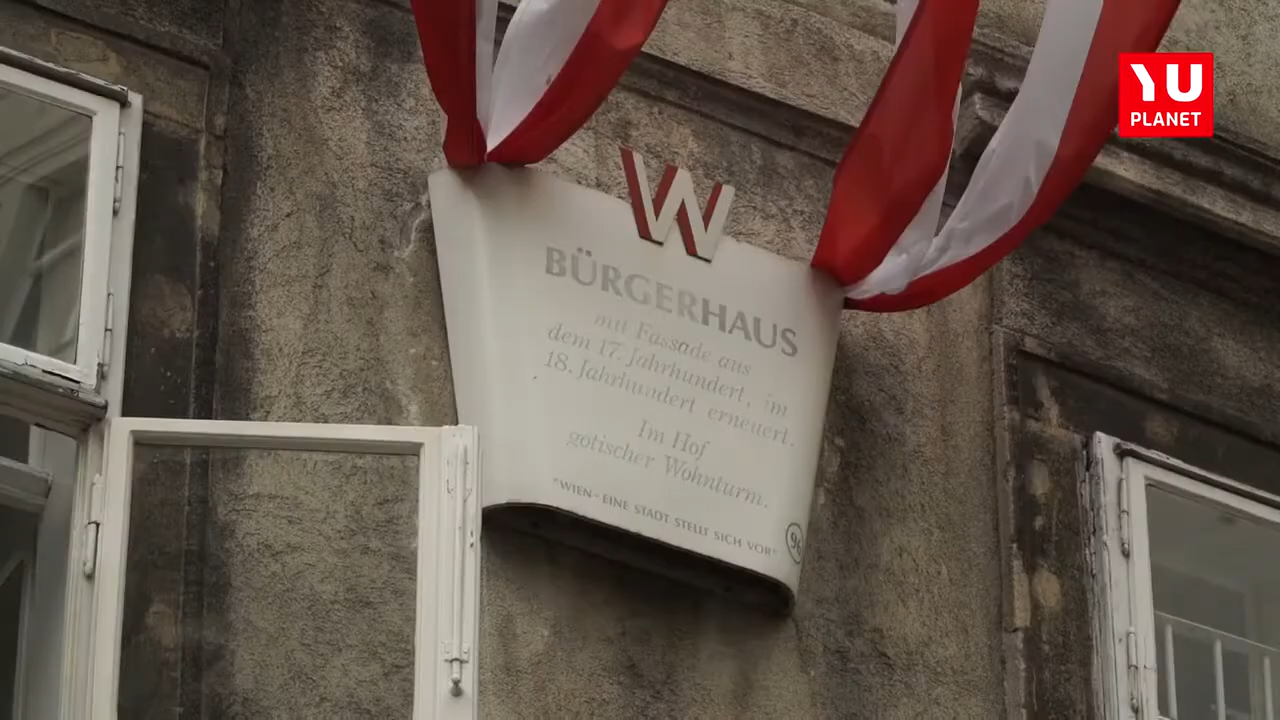 YU
PLANET
W
BÜRGERHAUS
mit Fassade aus
dem 17. Jahrhundert, im
18. Jahrhundert erneuert.
Im Hof
gotischer Wohnturm.
"WIEN - EINE STADT STELLT SICH VOR"
96